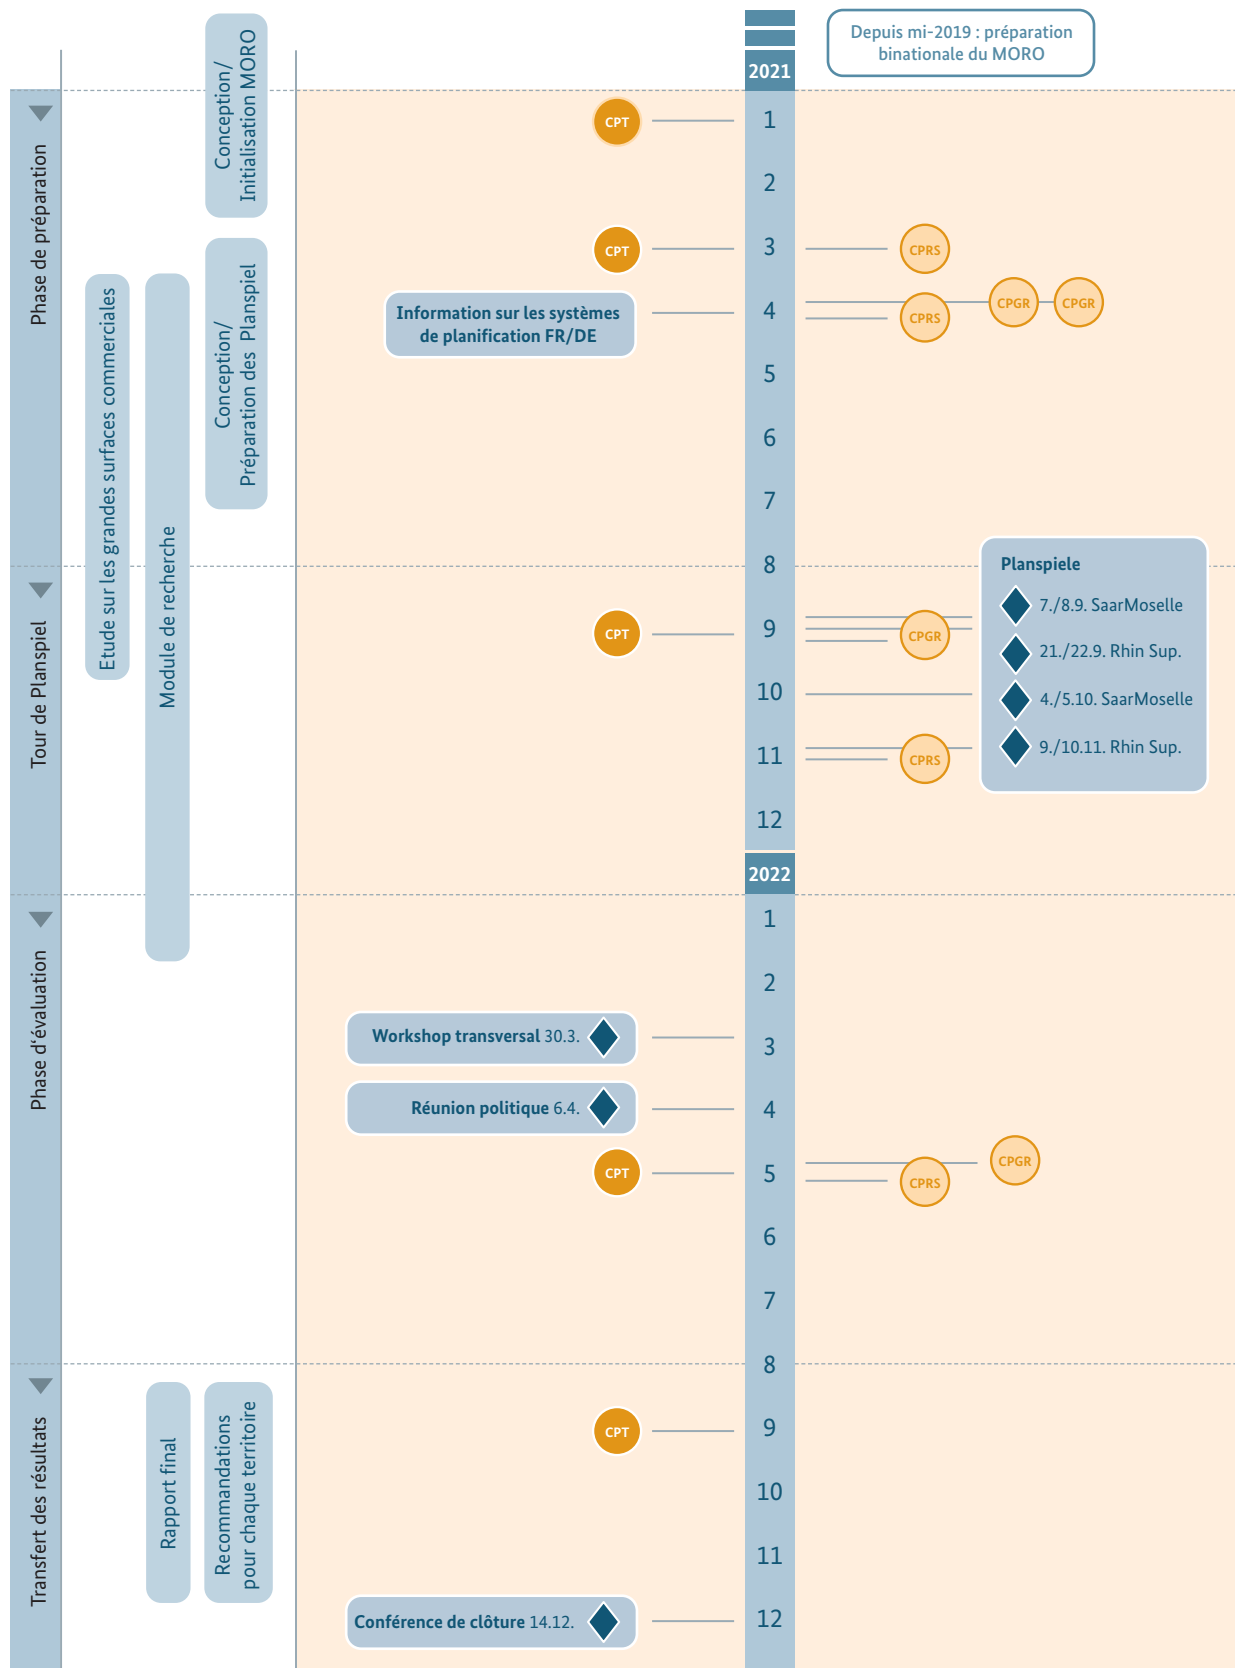 Depuis mi-2019 : préparation
binationale du MORO
2021
Phase de préparation
Conception/
Initialisation MORO
CPT
1
2
CPT
3
CPRS
Etude sur les grandes surfaces commerciales
Module de recherche
Conception/
Préparation des Planspiel
Information sur les systèmes
de planification FR/DE
4
CPGR
CPGR
CPRS
5
6
7
8
Tour de Planspiel
CPT
9
CPGR
10
11
CPRS
12
Planspiele
7./8.9. SaarMoselle
21./22.9. Rhin Sup.
4./5.10. SaarMoselle
9./10.11. Rhin Sup.
2022
Phase d‘évaluation
1
2
Workshop transversal 30.3.
3
Réunion politique 6.4.
4
CPT
5
CPGR
CPRS
6
7
8
Transfert des résultats
Rapport final
Recommandations
pour chaque territoire
CPT
9
10
11
Conférence de clôture 14.12.
12